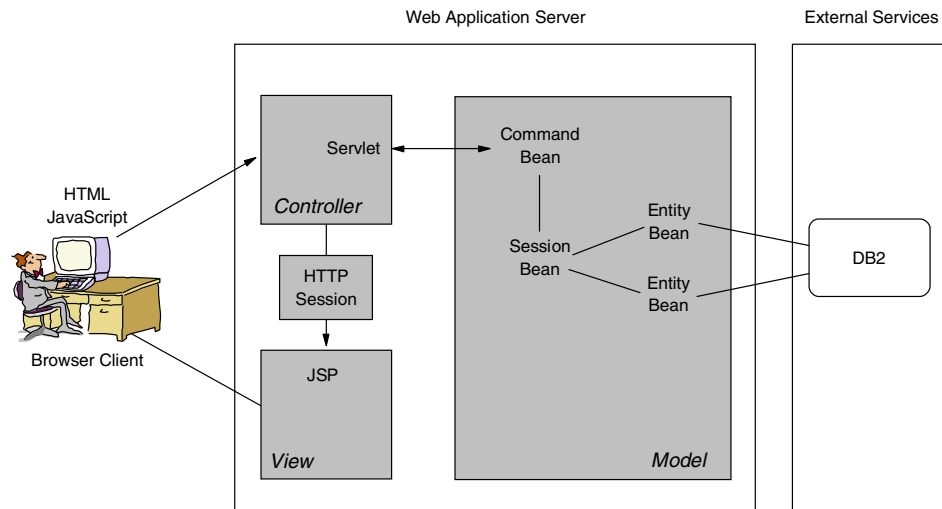 Web Application Server
External Services
Servlet
Controller
Command
Bean
HTML
JavaScript
Entity
Bean
Session
Bean
DB2
HTTP
Session
Entity
Bean
Browser Client
JSP
View
Model